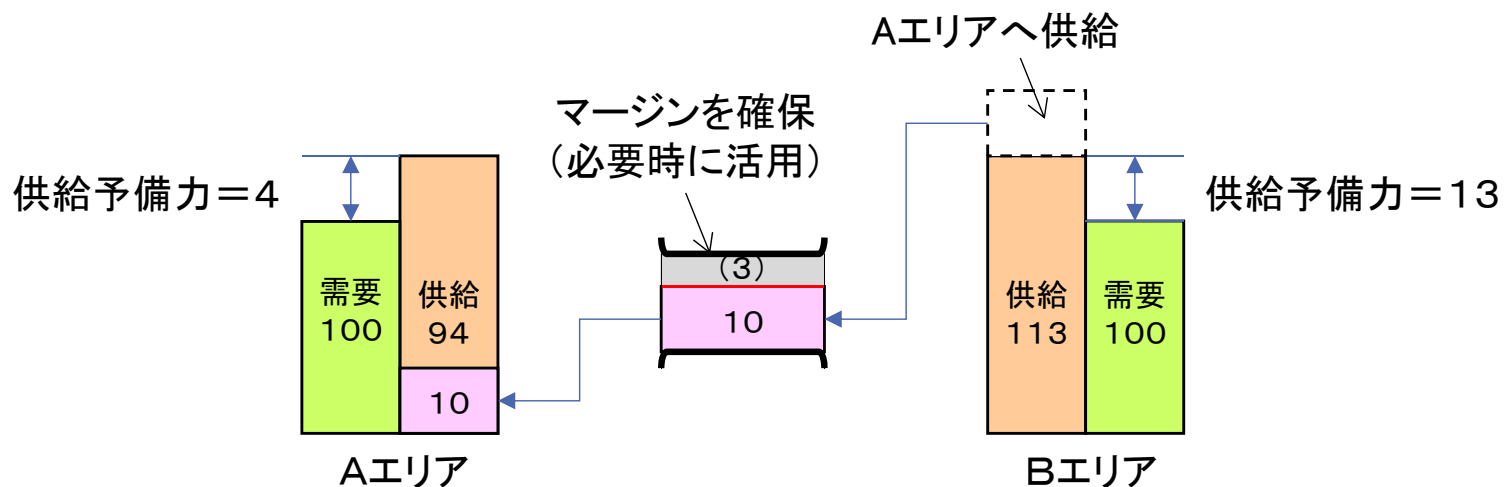 Aエリアへ供給
マージンを確保
（必要時に活用）
供給予備力＝4
供給予備力＝13
需要
100
供給
94
10
（3）
10
供給
113
需要
100
Aエリア
Bエリア